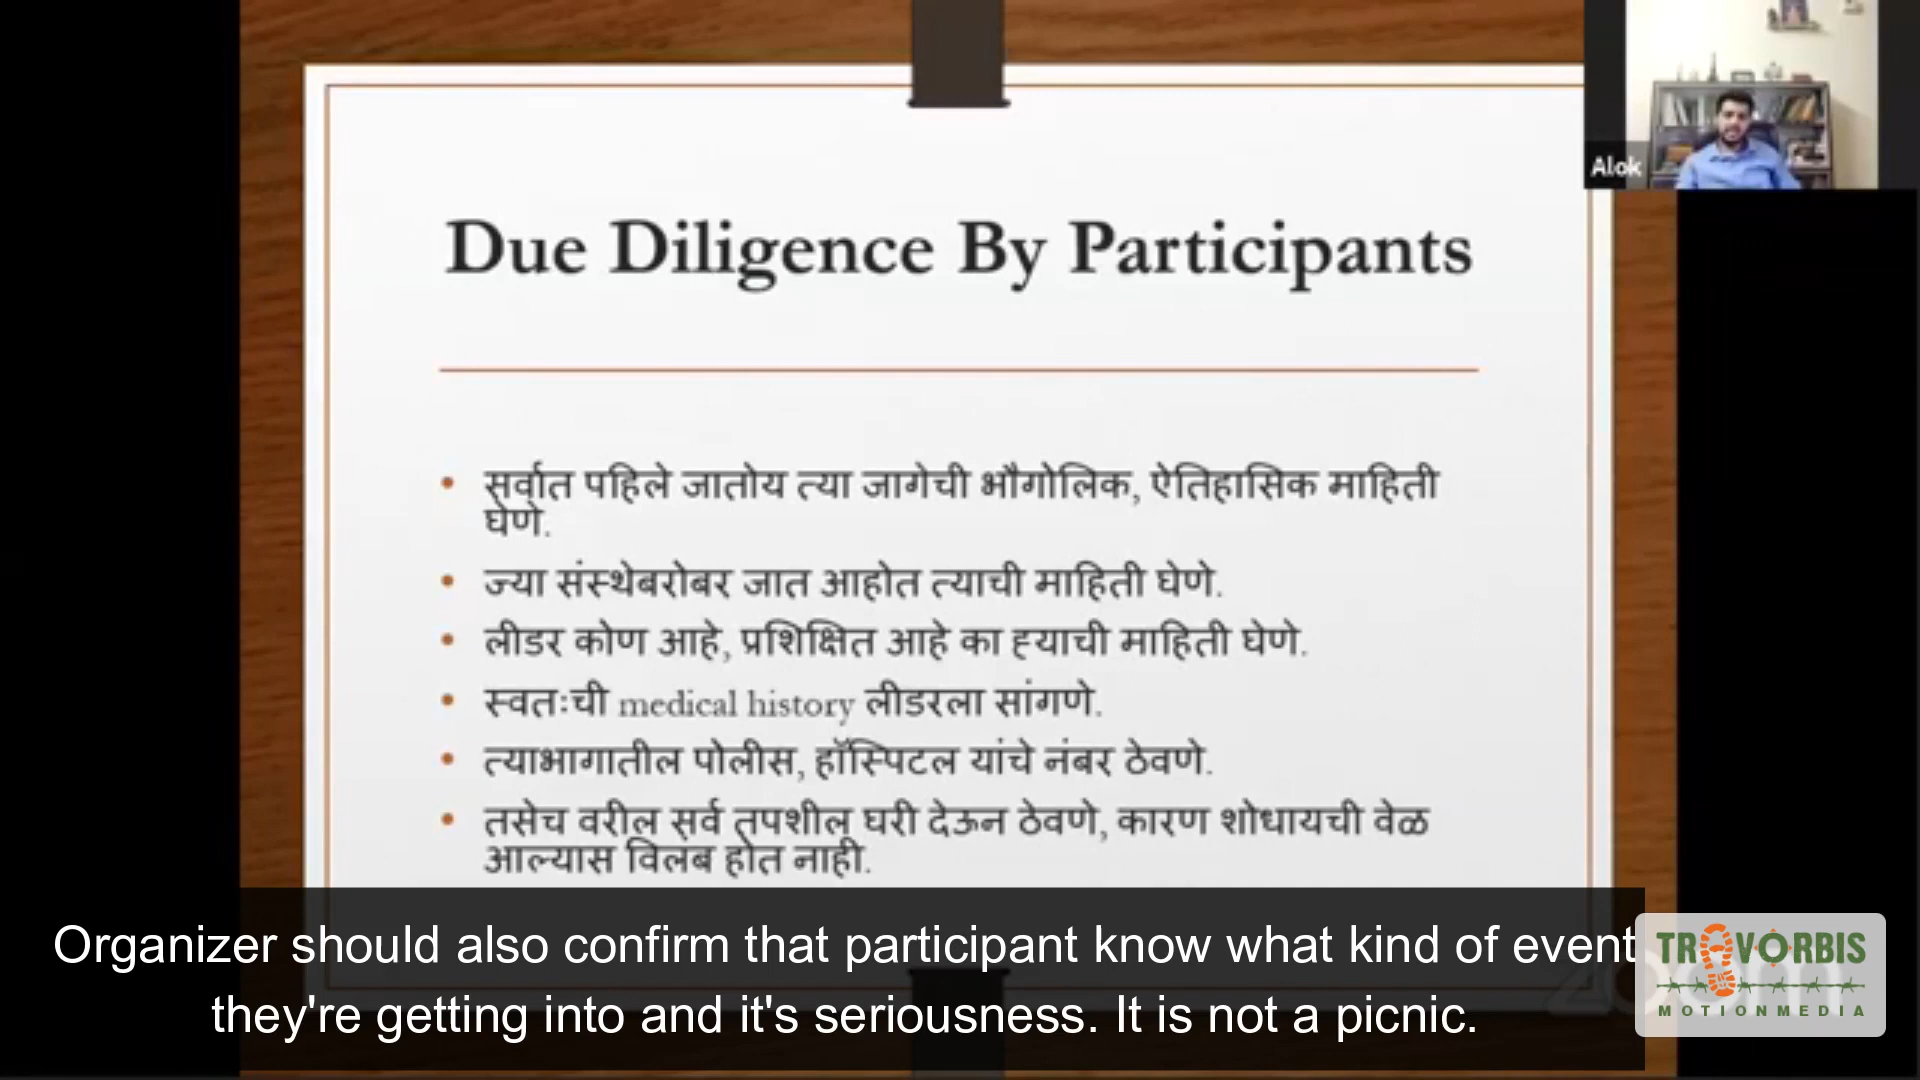 Alok
Due Diligence By Participants
• सर्वात पहिले जातोय त्या जागेची भौगोलिक, ऐतिहासिक माहिती
घेणे.
• ज्या संस्थेबरोबर जात आहोत त्याची माहिती घेणे.
• लीडर कोण आहे, प्रशिक्षित आहे का ह्याची माहिती घेणे.
• स्वतःची medical history लीडरला सांगणे.
• त्याभागातील पोलीस, हॉस्पिटल यांचे नंबर ठेवणे.
• तसेच वरील सर्व तपशील घरी देऊन ठेवणे, कारण शोधायची वेळ
आल्यास विलंब होत नाही.
Organizer should also confirm that participant know what kind of event
they're getting into and it's seriousness. It is not a picnic.
zoom
TRAVORBIS
MOTIONMEDIA